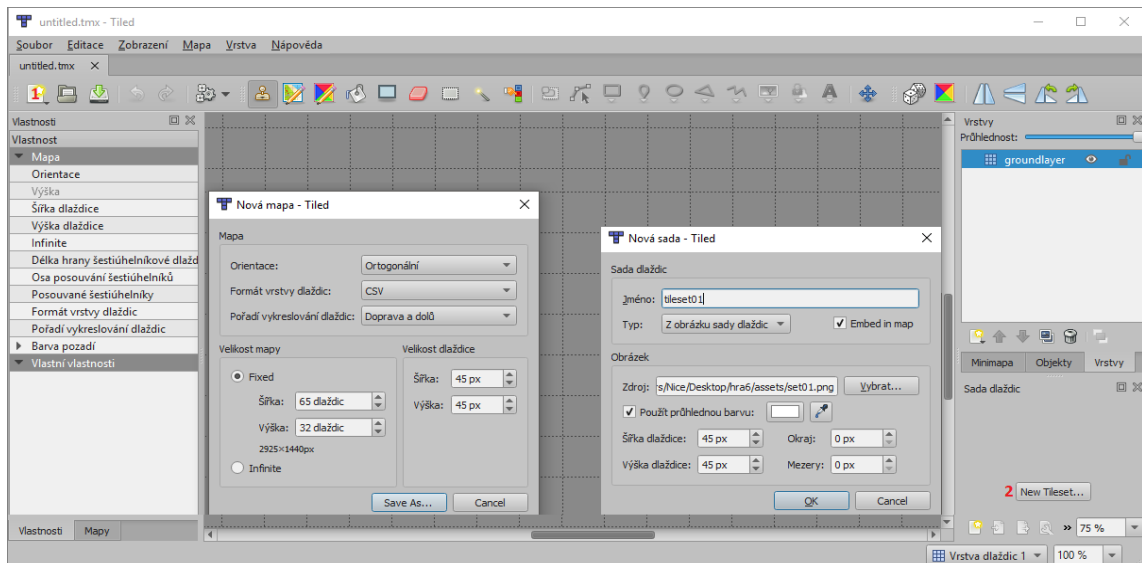 untitled.tmx - Tiled
Soubor Editace Zobrazení Mapa Vrstva Nápověda
untitled.tmx
1
Vlastnosti
Vlastnost
Mapa
Orientace
Výška
Šířka dlaždice
Výška dlaždice
Infinite
Délka hrany šestiúhelníkové dlažd
Osa posouvání šestiúhelníků
Posouvané šestiúhelníky
Formát vrstvy dlaždic
Pořadí vykreslování dlaždic
Barva pozadí
Vlastní vlastnosti
Vlastnosti Mapy
Nová mapa - Tiled
Mapa
Orientace: Ortogonální
Formát vrstvy dlaždic: CSV
Pořadí vykreslování dlaždic: Doprava a dolů
Velikost mapy Velikost dlaždice
Fixed
Šířka: 65 dlaždic
Výška: 32 dlaždic
2925×1440px
Infinite
Šířka: 45 px
Výška: 45 px
Save As... Cancel
Nová sada - Tiled
Sada dlaždic
Jméno: tileset01
Typ: Z obrázku sady dlaždic Embed in map
Obrázek
Zdroj: rs/Nice/Desktop/hra6/assets/set01.png Vybrat...
Použít průhlednou barvu:
Šířka dlaždice: 45 px Okraj: 0 px
Výška dlaždice: 45 px Mezery: 0 px
OK Cancel
Vrstvy
Průhlednost:
groundlayer
Minimapa Objekty Vrstvy
Sada dlaždic
2 New Tileset...
75 %
Vrstva dlaždic 1 100 %